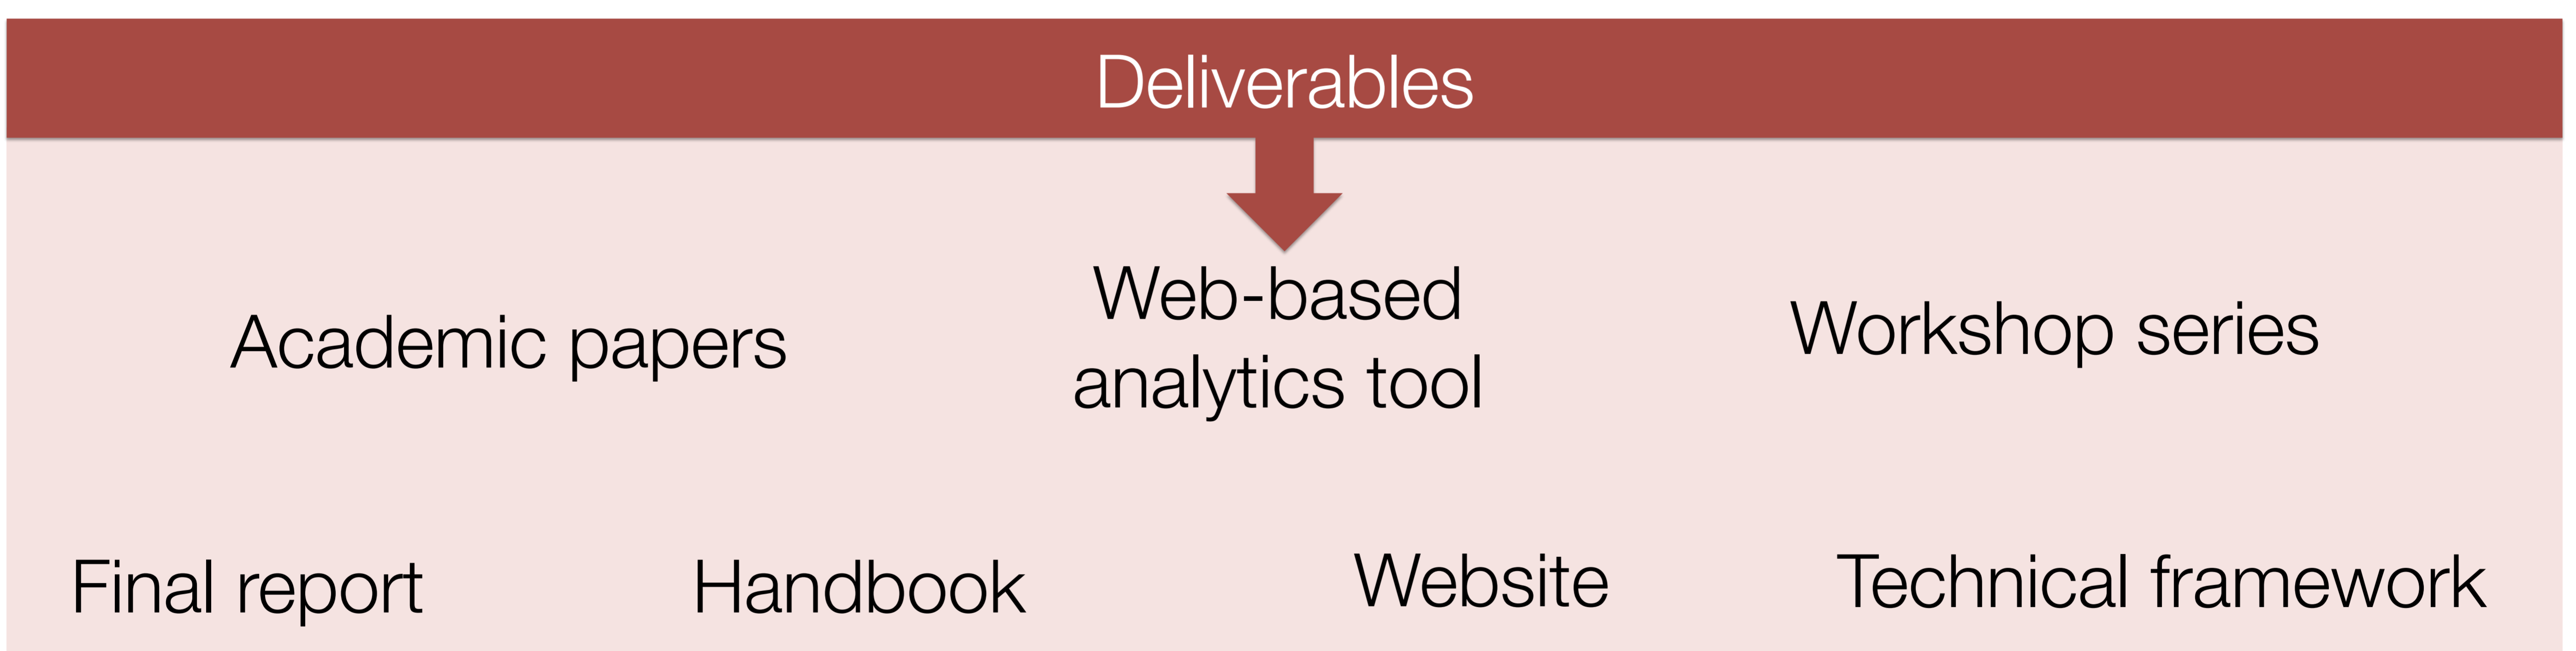 Deliverables
Academic papers
Web-based
analytics tool
Workshop series
Final report
Handbook
Website
Technical framework